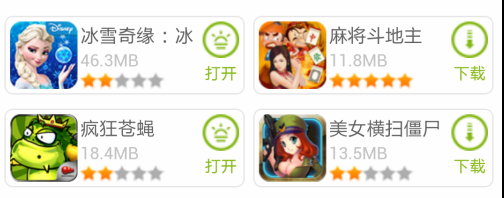 Disney
冰雪奇缘：冰
46.3MB
打开
麻将斗地主
11.8MB
下载
疯狂苍蝇
18.4MB
打开
美女横扫僵尸
13.5MB
下载